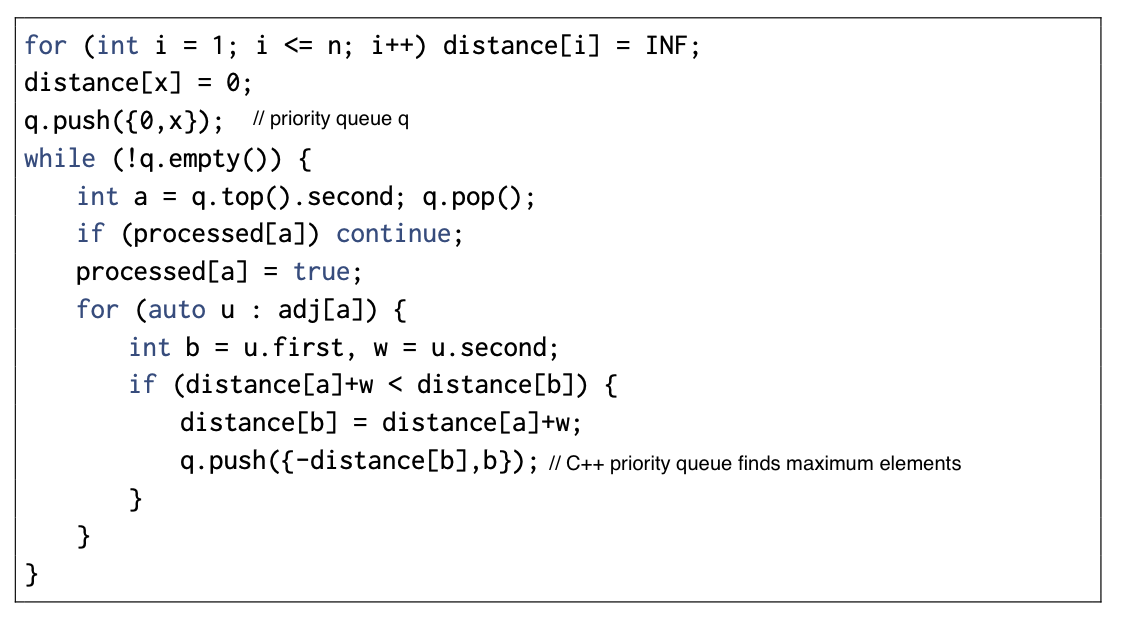 for (int i = 1; i <= n; i++) distance[i] = INF;
distance[x] = 0;
q.push({0,x}); // priority queue q
while (!q.empty()) {
    int a = q.top().second; q.pop();
    if (processed[a]) continue;
    processed[a] = true;
    for (auto u : adj[a]) {
        int b = u.first, w = u.second;
        if (distance[a]+w < distance[b]) {
            distance[b] = distance[a]+w;
            q.push({-distance[b],b}); // C++ priority queue finds maximum elements
        }
    }
}